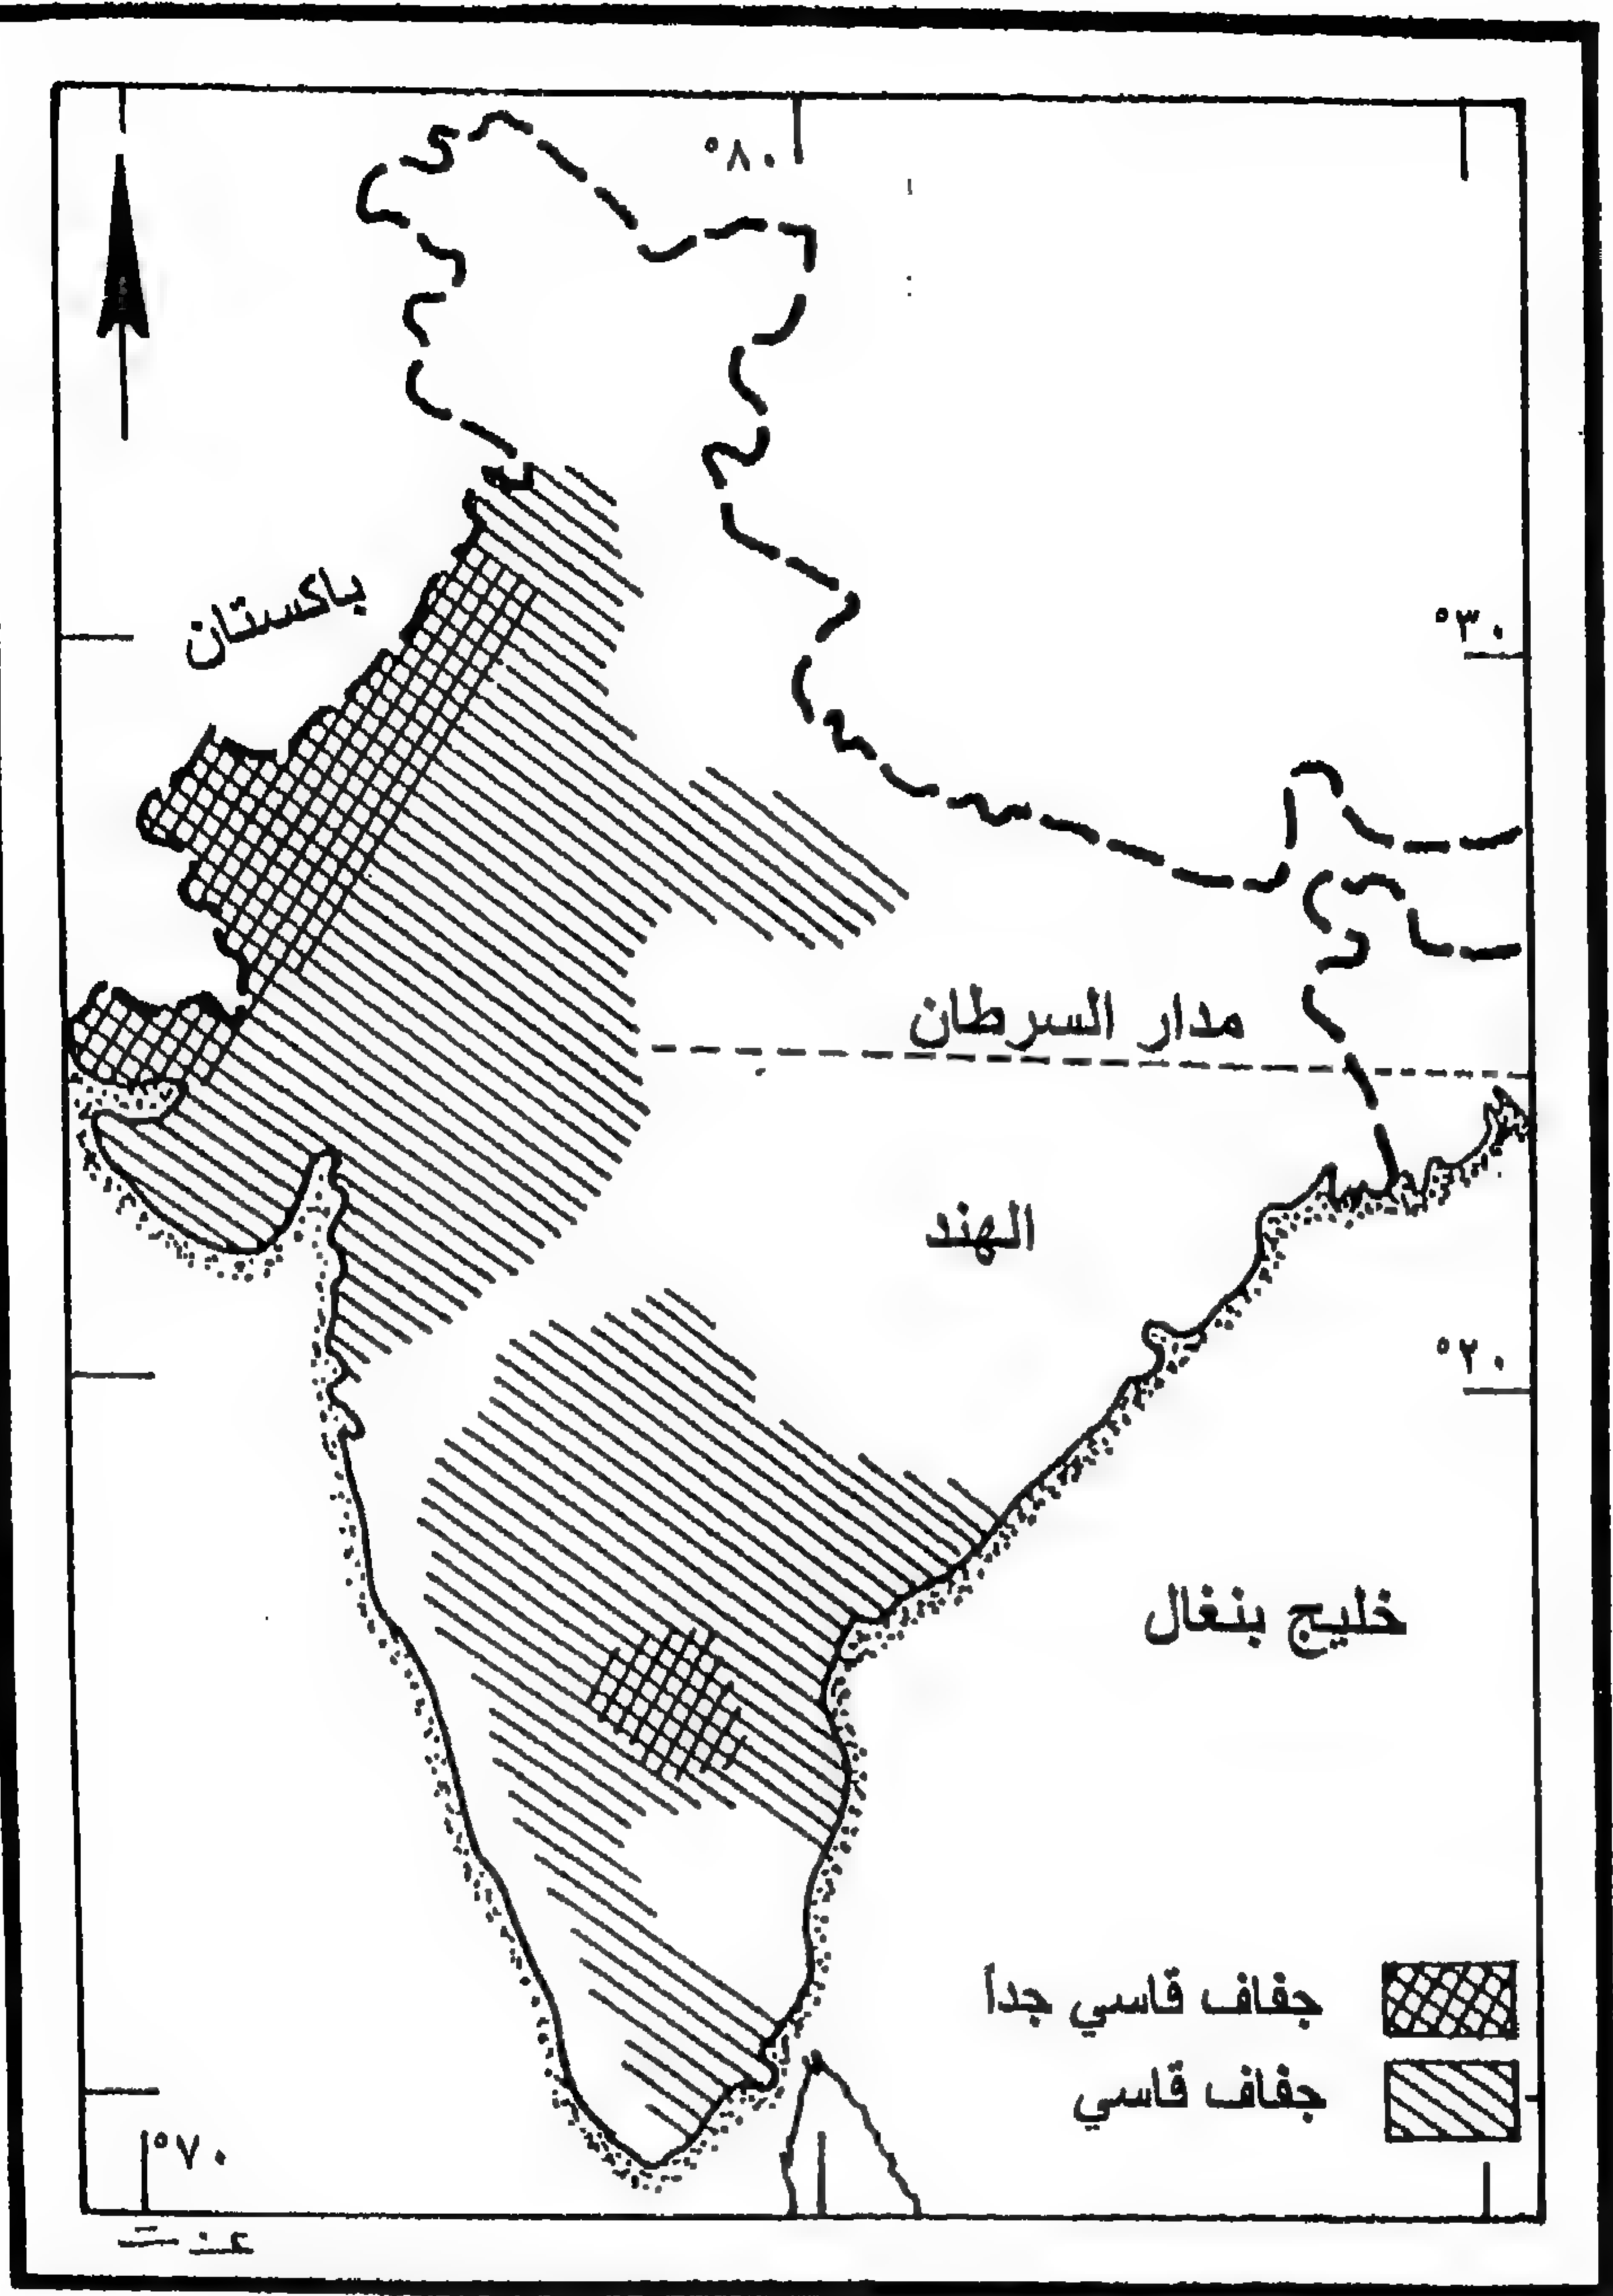 °٨٠
باكستان
°٣٠
مدار السرطان
الهند
°٢٠
خليج بنغال
جفاف قاسي جداً
جفاف قاسي
°٧٠